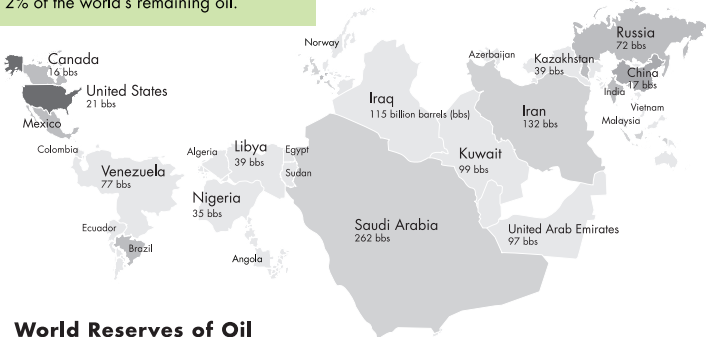 2% of the world's remaining oil.
Canada
16 bbs
United States
21 bbs
Mexico
Colombia
Venezuela
77 bbs
Ecuador
Brazil
Norway
Algeria
Libya
39 bbs
Egypt
Sudan
Nigeria
35 bbs
Angola
Iraq
115 billion barrels (bbs)
Kuwait
99 bbs
Saudi Arabia
262 bbs
United Arab Emirates
97 bbs
Iran
132 bbs
Azerbaijan
Kazakhstan
39 bbs
Russia
72 bbs
China
17 bbs
India
Vietnam
Malaysia
World Reserves of Oil